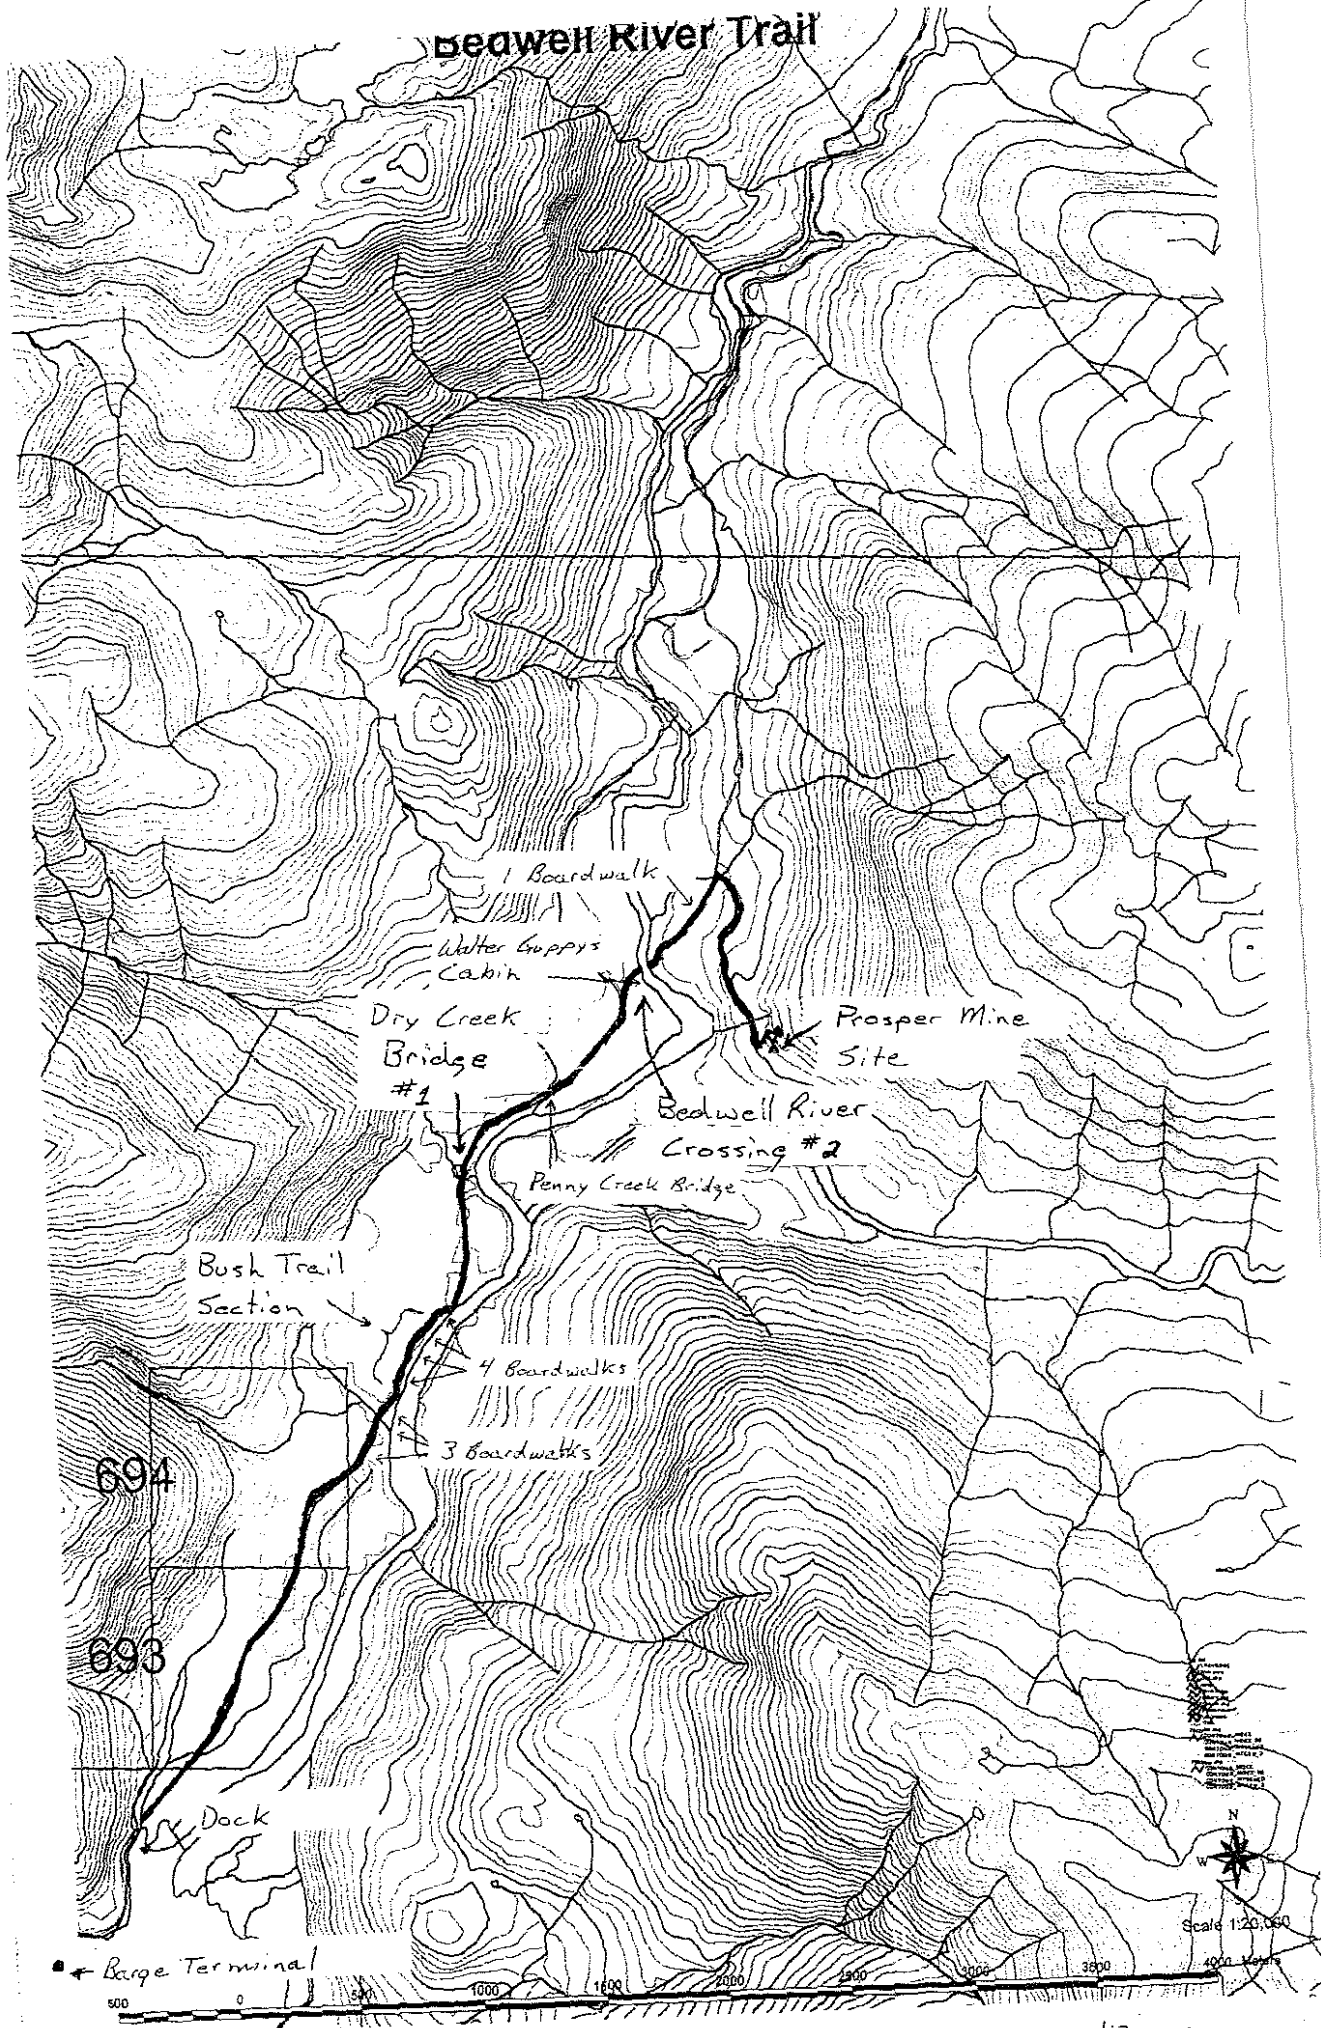 Bedwell River Trail
1 Boardwalk
Walter Guppy's
Cabin
Dry Creek
Bridge
#1
Prosper Mine
Site
Bedwell River
Crossing #2
Penny Creek Bridge
Bush Trail
Section
4 Boardwalks
3 Boardwalks
694
693
Dock
N
W
Scale 1:20,000
Barge Terminal
500 0 500 1000 1500 2000 2500 3000 3500 4000 Meters